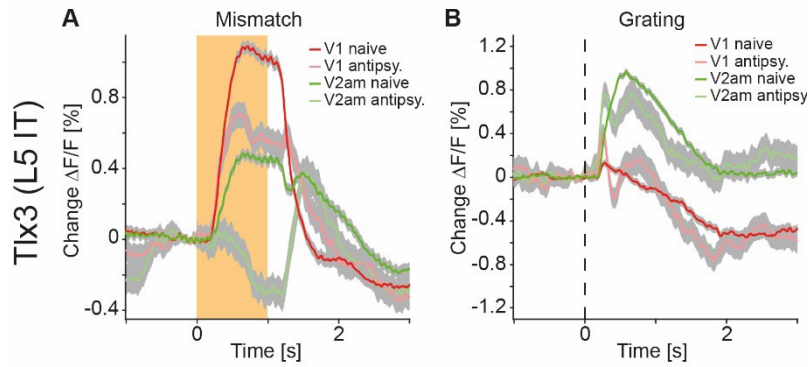 A
Mismatch
Tlx3 (L5 IT)
Change ΔF/F [%]
0.8
0.4
0
-0.4
V1 naive
V1 antipsy.
V2am naive
V2am antipsy.
0
2
Time [s]
B
Grating
Change ΔF/F [%]
1.2
0.8
0.4
0
-0.4
-0.8
-1.2
V1 naive
V1 antipsy.
V2am naive
V2am antipsy
0
2
Time [s]